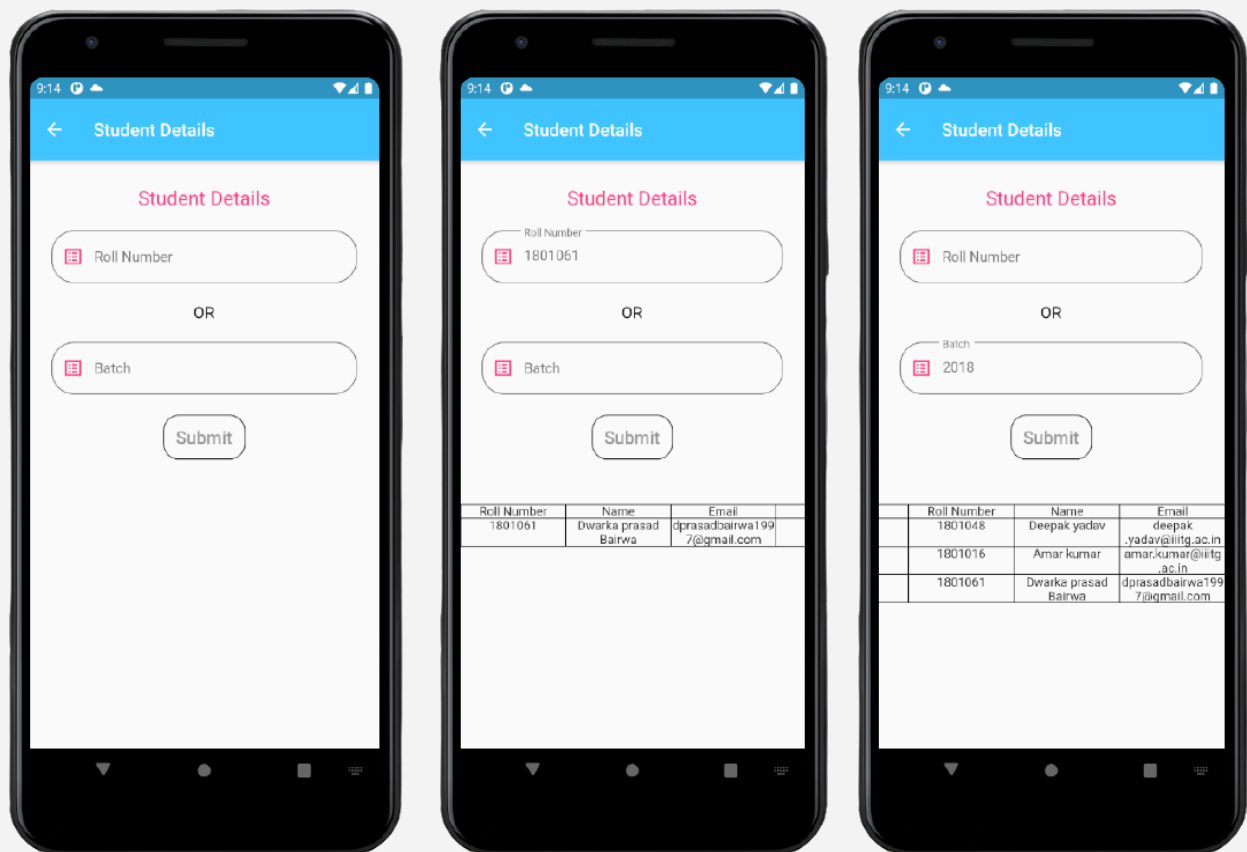 9:14
Student Details
Student Details
Roll Number
OR
Batch
Submit
9:14
Student Details
Student Details
Roll Number
1801061
OR
Batch
Submit
Roll Number Name Email
1801061 Dwarka prasad dprasadbairwa199
Bairwa 7@gmail.com
9:14
Student Details
Student Details
Roll Number
OR
Batch
2018
Submit
Roll Number Name Email
1801048 Deepak yadav deepak
.yadav@iiitg.ac.in
1801016 Amar kumar amar.kumar@iiitg
.ac.in
1801061 Dwarka prasad dprasadbairwa199
Bairwa 7@gmail.com